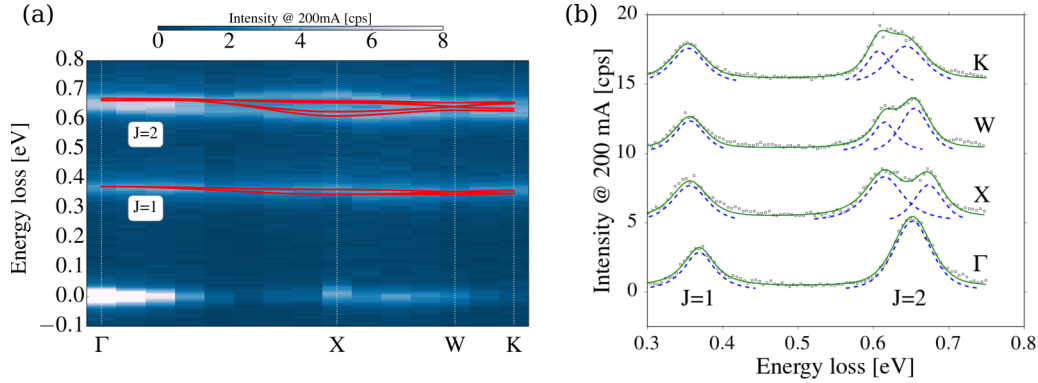 (a)
Intensity @ 200mA [cps]
0 2 4 6 8
Energy loss [eV]
0.8
0.7
0.6
0.5
0.4
0.3
0.2
0.1
0.0
−0.1
J=2
J=1
Γ X W K
(b)
Intensity @ 200 mA [cps]
20
15
10
5
0
K
W
X
Γ
J=1 J=2
0.3 0.4 0.5 0.6 0.7 0.8
Energy loss [eV]